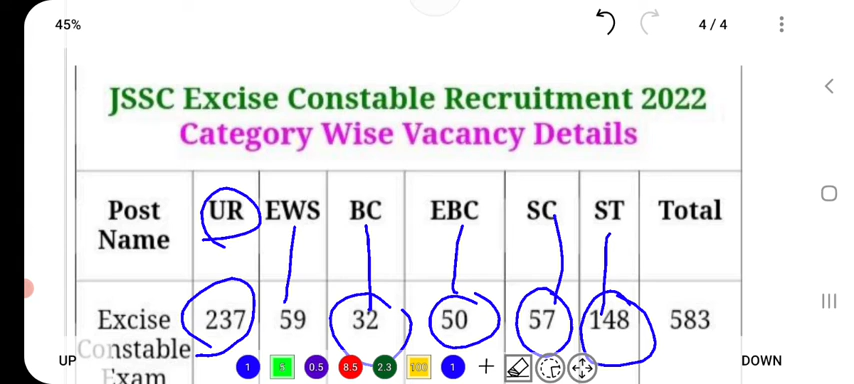 45%
4 / 4
JSSC Excise Constable Recruitment 2022
Category Wise Vacancy Details
Post Name UR EWS BC EBC SC ST Total
Excise Constable Exam 237 59 32 50 57 148 583
UP 1 5 0.5 8.5 2.3 100 1 DOWN